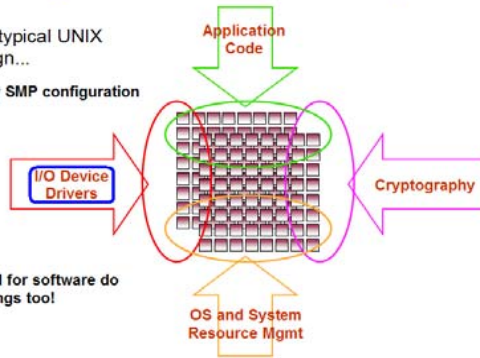 typical UNIX
gn...
SMP configuration
Application
Code
I/O Device
Drivers
Cryptography
for software do
ngs too!
OS and System
Resource Mgmt